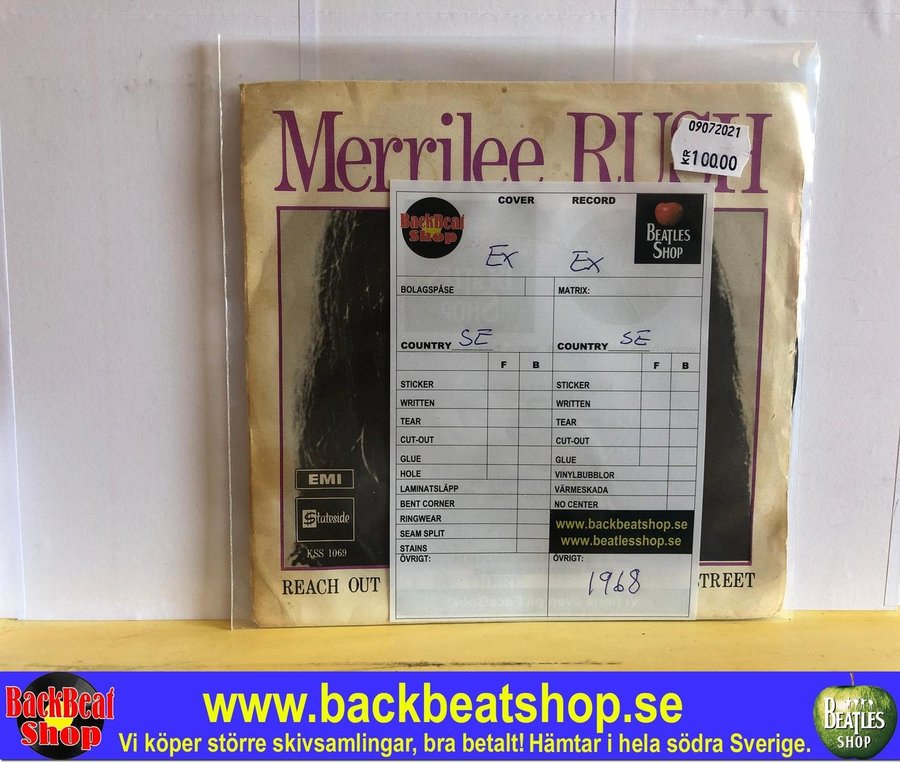 Merrilee RUSH
09072021
KR 100.00
COVER RECORD
BackBeat
Shop
BEATLES
SHOP
Ex Ex
BOLAGSPÅSE MATRIX:
COUNTRY SE COUNTRY SE
F B F B
STICKER STICKER
WRITTEN WRITTEN
TEAR TEAR
CUT-OUT CUT-OUT
GLUE GLUE
HOLE VINYLBUBBLOR
LAMINATSLÄPP VÄRMESKADA
BENT CORNER NO CENTER
RINGWEAR
SEAM SPLIT
STAINS
www.backbeatshop.se
www.beatlesshop.se
ÖVRIGT: ÖVRIGT:
1968
EMI
Stateside
KSS 1069
REACH OUT STREET
BackBeat
Shop
www.backbeatshop.se
Vi köper större skivsamlingar, bra betalt! Hämtar i hela södra Sverige.
BEATLES
SHOP